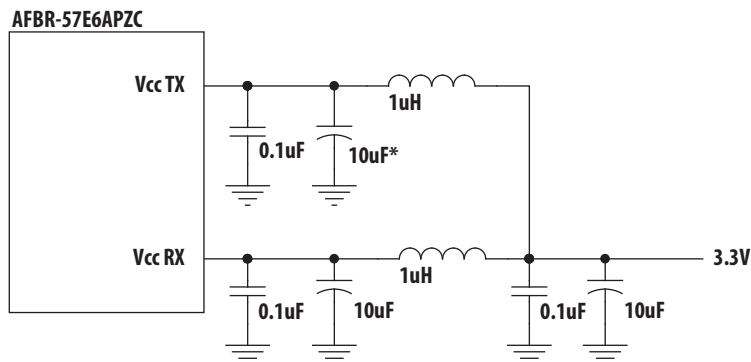 AFBR-57E6APZC
Vcc TX
1uH
0.1uF
10uF*
Vcc RX
3.3V
1uH
0.1uF
10uF
0.1uF
10uF